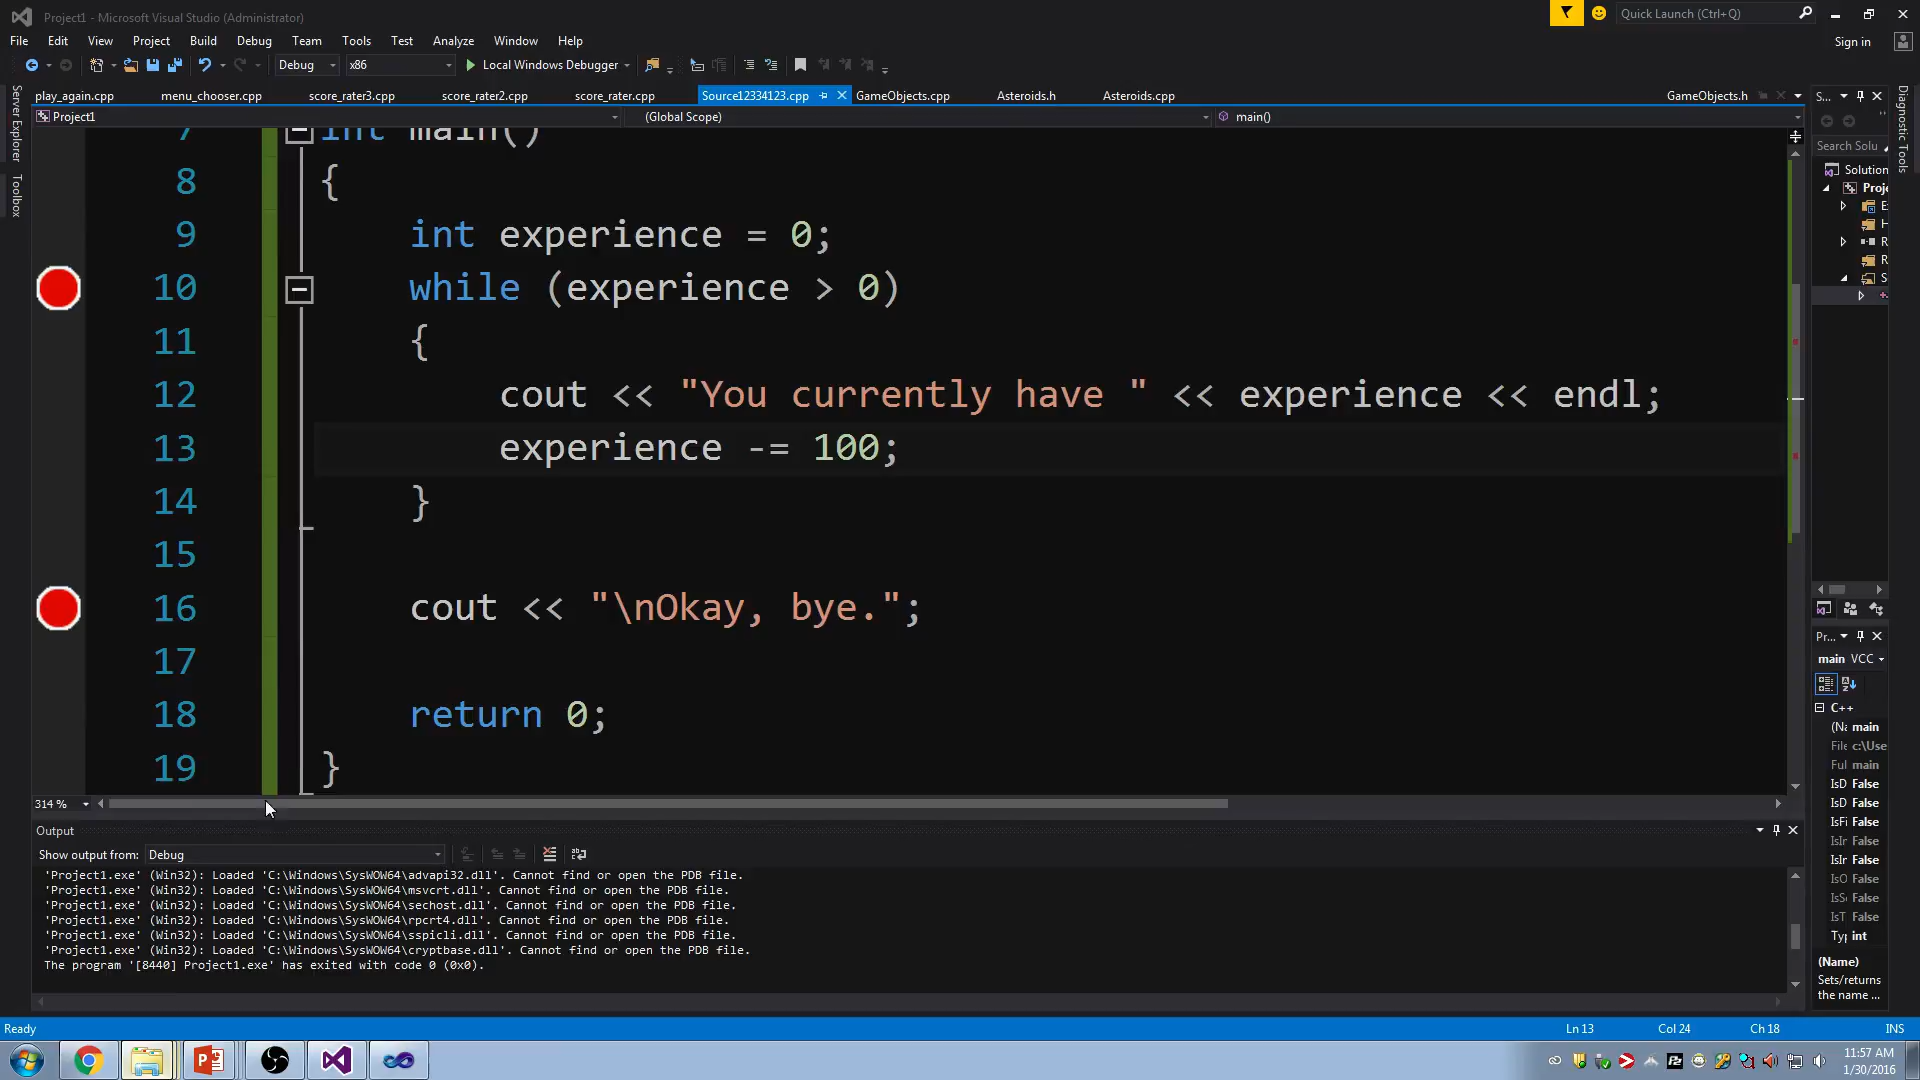 Project1 - Microsoft Visual Studio (Administrator)
Quick Launch (Ctrl+Q)
File Edit View Project Build Debug Team Tools Test Analyze Window Help
Sign in
Debug x86 Local Windows Debugger
play_again.cpp menu_chooser.cpp score_rater3.cpp score_rater2.cpp score_rater.cpp Source12334123.cpp GameObjects.cpp Asteroids.h Asteroids.cpp GameObjects.h
Project1 (Global Scope) main()
Server Explorer
Toolbox
Diagnostic Tools
7 int main()
8 {
9 int experience = 0;
10 while (experience > 0)
11 {
12 cout << "You currently have " << experience << endl;
13 experience -= 100;
14 }
15
16 cout << "\nOkay, bye.";
17
18 return 0;
19 }
314 %
S...
Search Solu
Solution
Proje
E
H
R
R
S
Pr...
main VCC
C++
(Na main
File c:\Use
Ful main
IsD False
IsD False
IsFi False
IsIn False
IsIr False
IsO False
IsSe False
IsT False
Typ int
(Name)
Sets/returns
the name ...
Output
Show output from: Debug
'Project1.exe' (Win32): Loaded 'C:\Windows\SysWOW64\advapi32.dll'. Cannot find or open the PDB file.
'Project1.exe' (Win32): Loaded 'C:\Windows\SysWOW64\msvcrt.dll'. Cannot find or open the PDB file.
'Project1.exe' (Win32): Loaded 'C:\Windows\SysWOW64\sechost.dll'. Cannot find or open the PDB file.
'Project1.exe' (Win32): Loaded 'C:\Windows\SysWOW64\rpcrt4.dll'. Cannot find or open the PDB file.
'Project1.exe' (Win32): Loaded 'C:\Windows\SysWOW64\sspicli.dll'. Cannot find or open the PDB file.
'Project1.exe' (Win32): Loaded 'C:\Windows\SysWOW64\cryptbase.dll'. Cannot find or open the PDB file.
The program '[8440] Project1.exe' has exited with code 0 (0x0).
Ready Ln 13 Col 24 Ch 18 INS
11:57 AM
1/30/2016